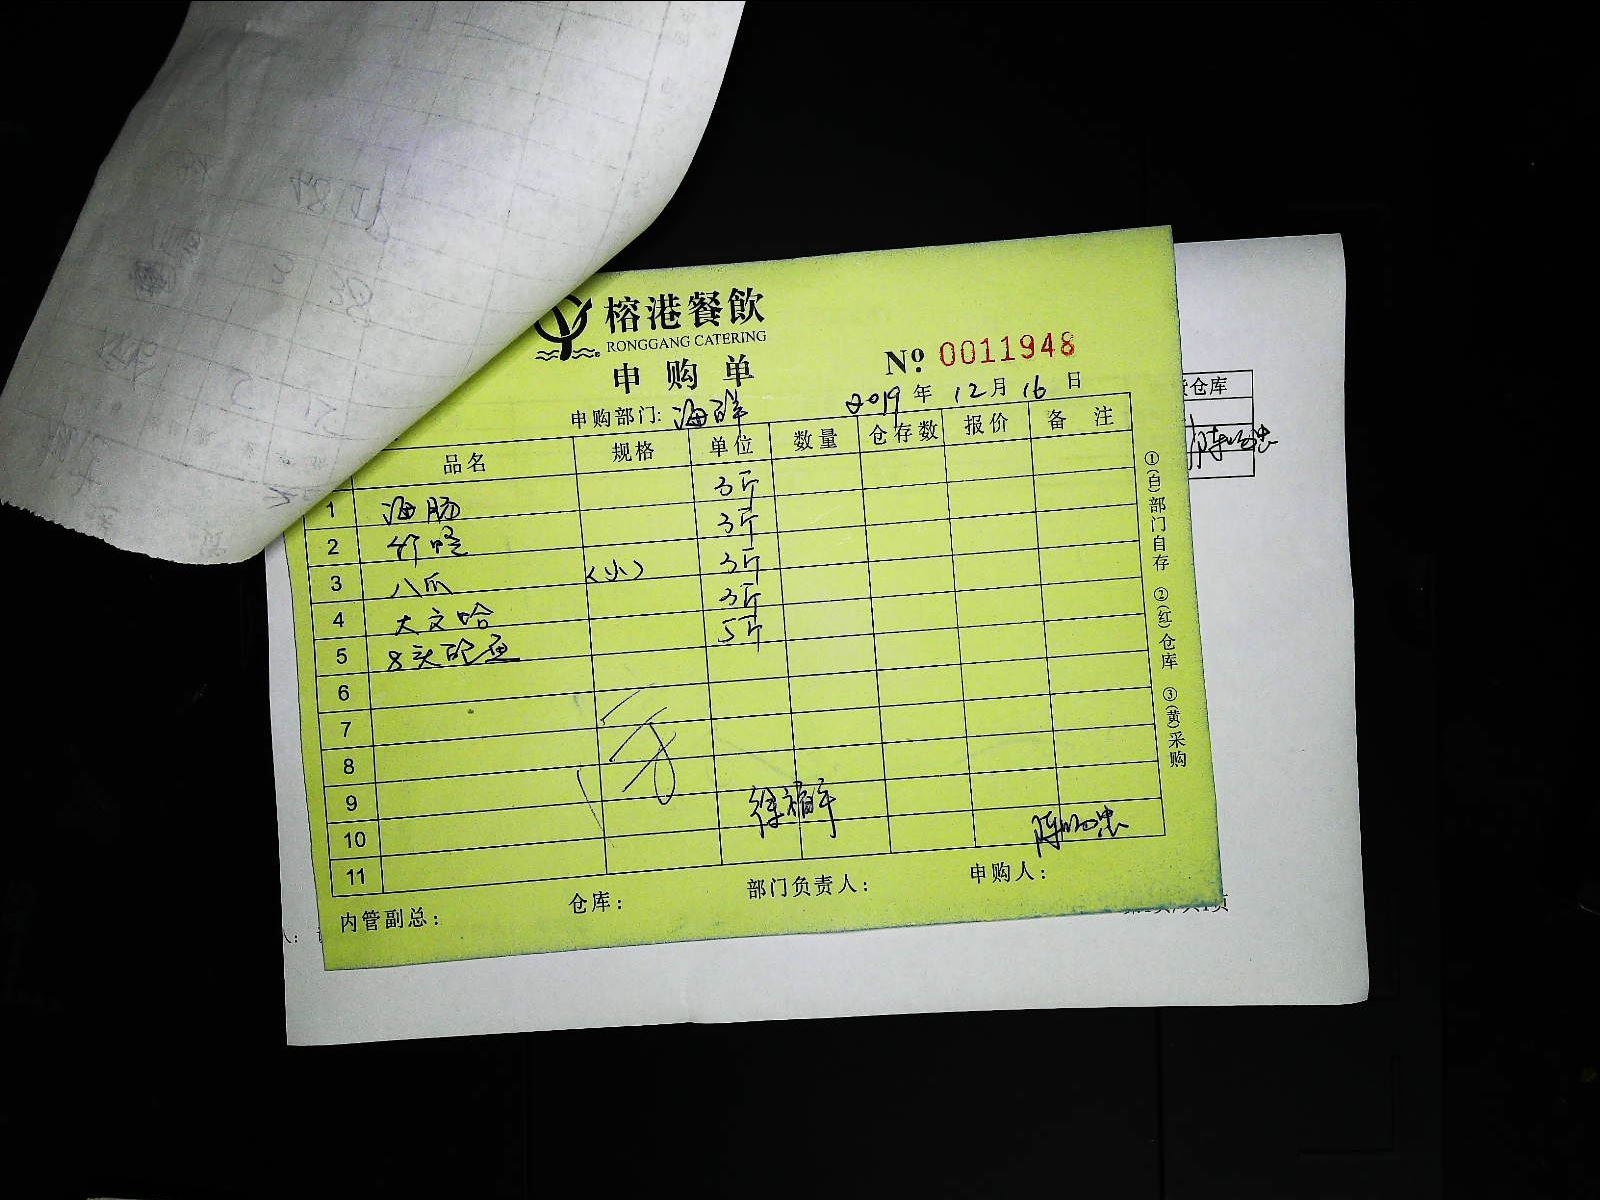 榕港餐飲
RONGGANG CATERING
申购单
№ 0011948
申购部门: 海鲜 2019 年 12 月 16 日
品名 规格 单位 数量 仓存数 报价 备注
1 海肠 3斤
2 竹蛏 3斤
3 八爪 (小) 3斤
4 大文哈 3斤
5 8头鲍鱼 5斤
6
7
8
9
10
11
内管副总: 仓库: 部门负责人: 申购人:
①(白)部门自存 ②(红)仓库 ③(黄)采购
仓库